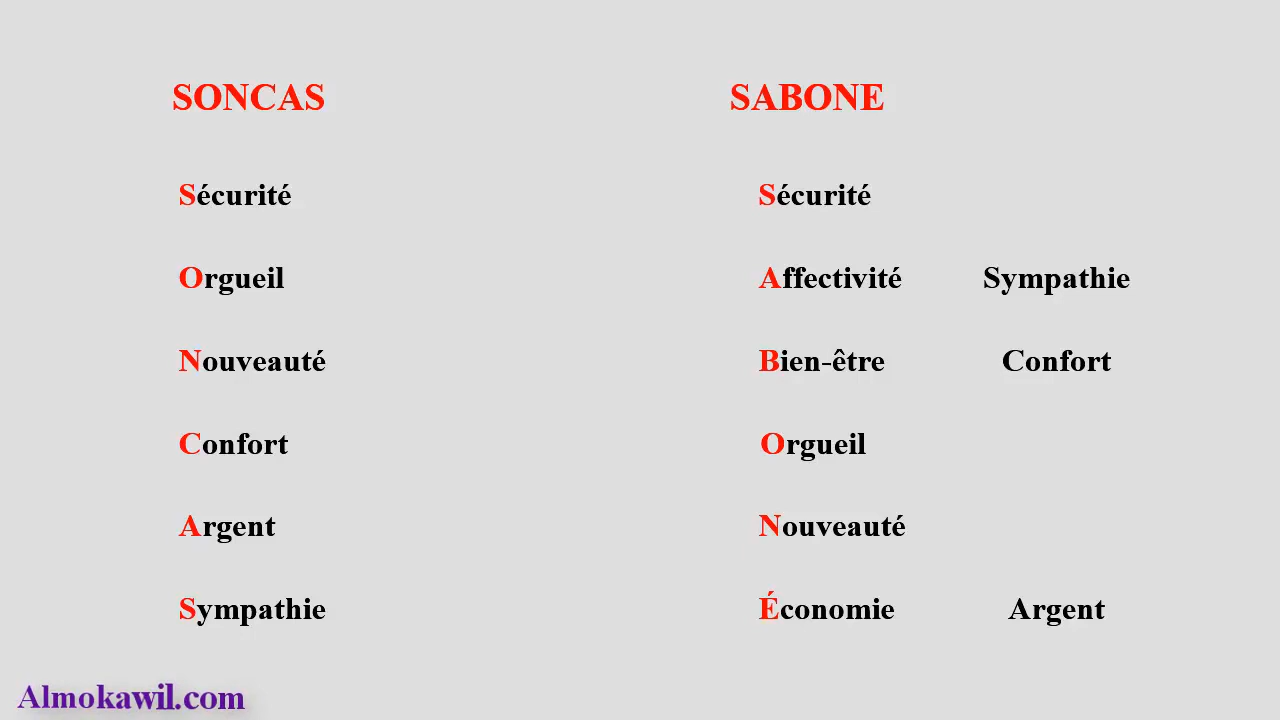 SONCAS SABONE
Sécurité Sécurité
Orgueil Affectivité Sympathie
Nouveauté Bien-être Confort
Confort Orgueil
Argent Nouveauté
Sympathie Économie Argent
Almokawil.com